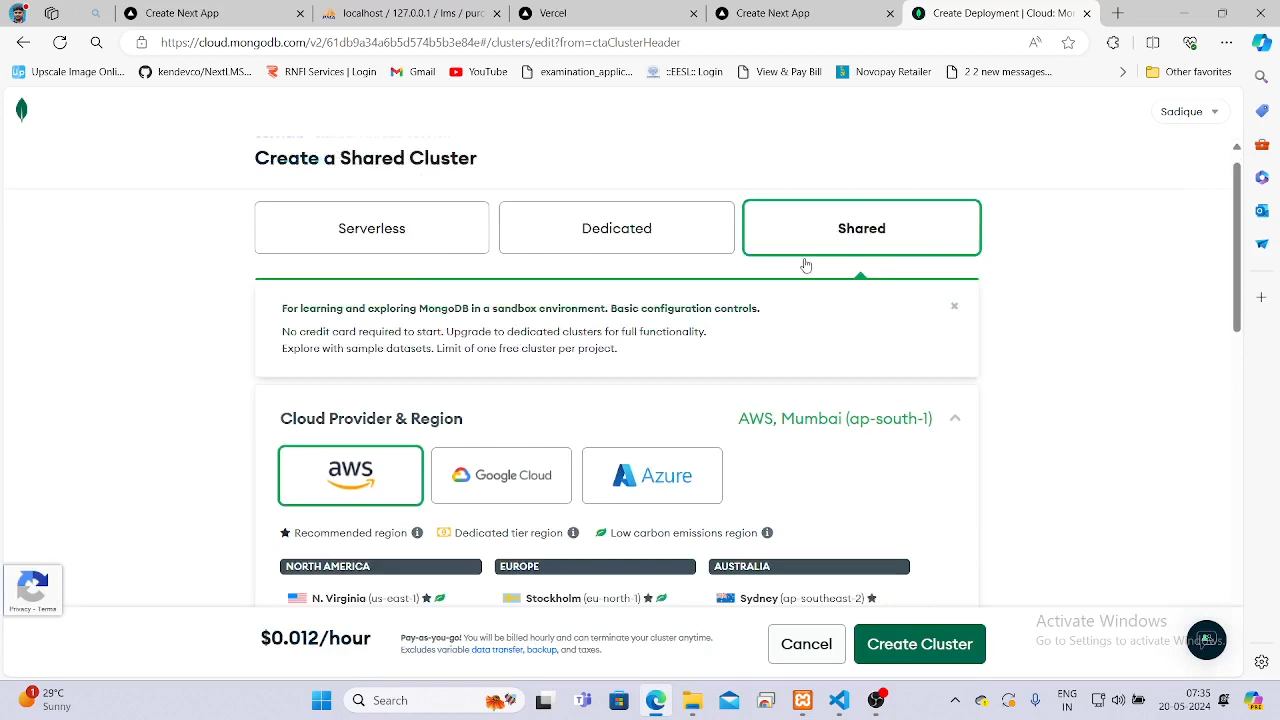 Create Next App
localhost / 127.0.0.1 / lms / purc
Vercel
Create Next App
Create Deployment | Cloud: Mon
https://cloud.mongodb.com/v2/61db9a34a6b5d574b5b3e84e#/clusters/edit?from=ctaClusterHeader
Upscale Image Onl...
kendevco/NextLMS...
RNFI Services | Login
Gmail
YouTube
examination_applic...
::EESL:: Login
View & Pay Bill
Novopay Retailer
2 2 new messages...
Other favorites
Sadique
Create a Shared Cluster
Serverless
Dedicated
Shared
For learning and exploring MongoDB in a sandbox environment. Basic configuration controls.
No credit card required to start. Upgrade to dedicated clusters for full functionality.
Explore with sample datasets. Limit of one free cluster per project.
Cloud Provider & Region
AWS, Mumbai (ap-south-1)
aws
Google Cloud
Azure
Recommended region
Dedicated tier region
Low carbon emissions region
NORTH AMERICA
EUROPE
AUSTRALIA
N. Virginia (us-east-1)
Stockholm (eu-north-1)
Sydney (ap-southeast-2)
Privacy - Terms
$0.012/hour
Pay-as-you-go! You will be billed hourly and can terminate your cluster anytime.
Excludes variable data transfer, backup, and taxes.
Cancel
Create Cluster
Activate Windows
Go to Settings to activate Windows.
1
29°C
Sunny
Search
ENG
IN
07:35
20-05-2024
PRE